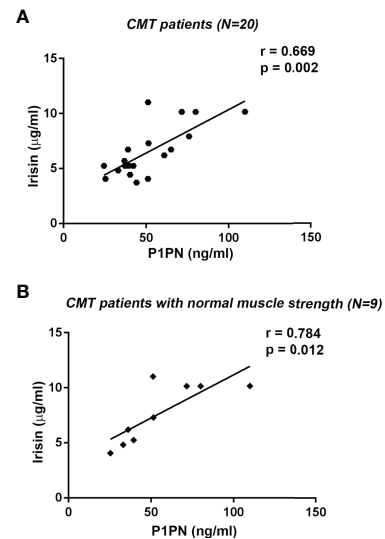 A
CMT patients (N=20)
r = 0.669
p = 0.002
15
10
5
0
Irisin (μg/ml)
0
50
100
150
P1PN (ng/ml)
B
CMT patients with normal muscle strength (N=9)
r = 0.784
p = 0.012
15
10
5
0
Irisin (μg/ml)
0
50
100
150
P1PN (ng/ml)